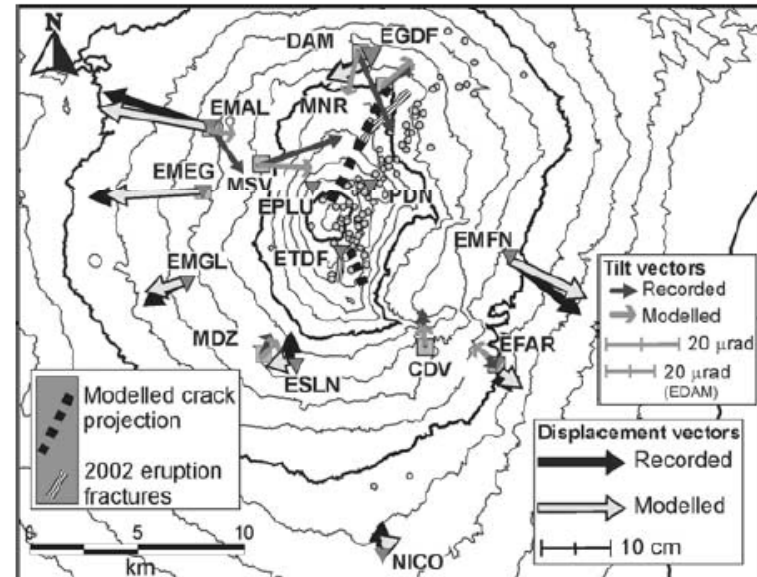 N
DAM
EGDF
MNR
EMAL
EMEG
MSV
EPLU
PDN
ETDF
EMFN
EMGL
MDZ
ESLN
CDV
EFAR
NICO
Tilt vectors
Recorded
Modelled
20 µrad
20 µrad
(EDAM)
Modelled crack
projection
2002 eruption
fractures
Displacement vectors
Recorded
Modelled
10 cm
0 5 10
km